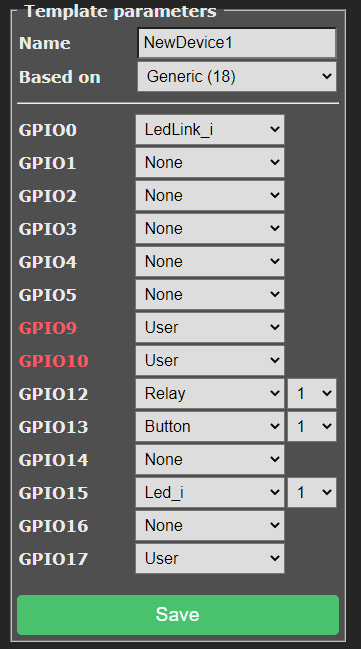 Template parameters
Name NewDevice1
Based on Generic (18)
GPIO0 LedLink_i
GPIO1 None
GPIO2 None
GPIO3 None
GPIO4 None
GPIO5 None
GPIO9 User
GPIO10 User
GPIO12 Relay 1
GPIO13 Button 1
GPIO14 None
GPIO15 Led_i 1
GPIO16 None
GPIO17 User
Save